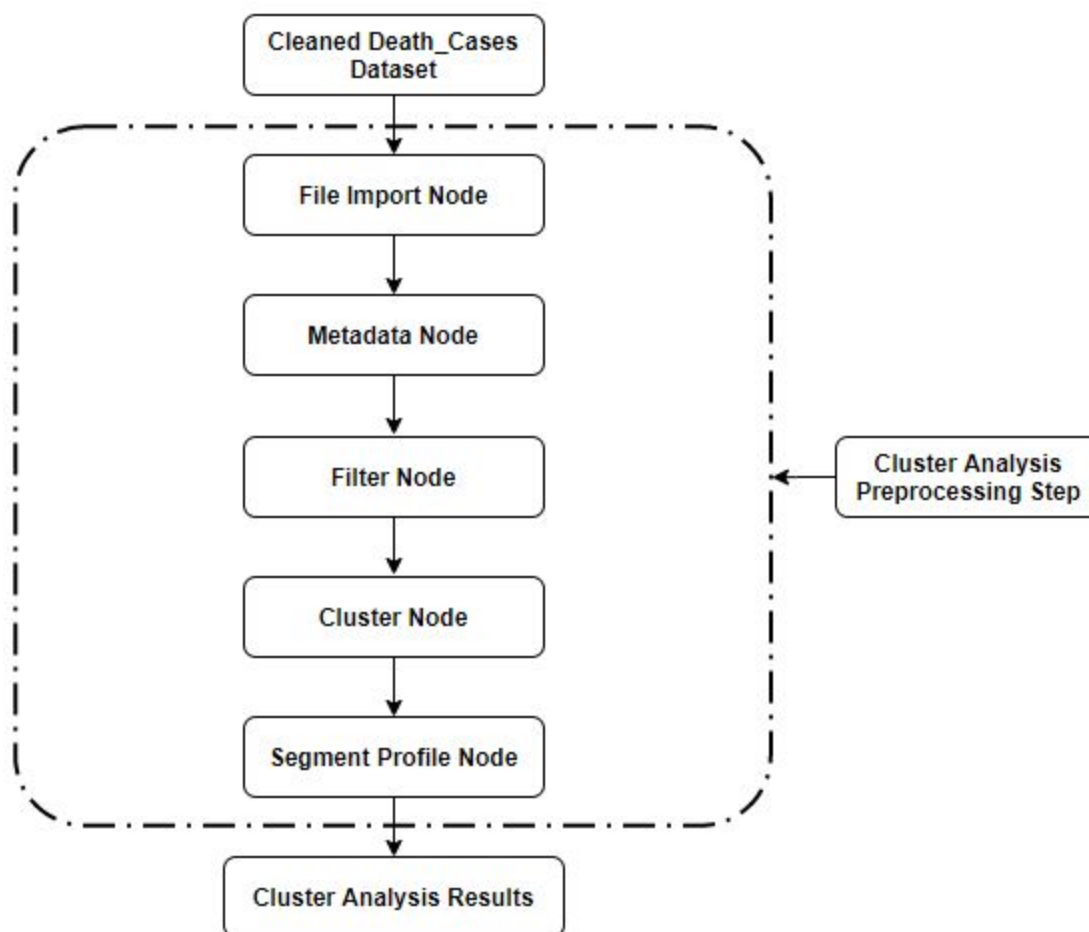 Cleaned Death_Cases
Dataset
File Import Node
Metadada Node
Filter Node
Cluster Analysis
Preprocessing Step
Cluster Node
Segment Profile Node
Cluster Analysis Results